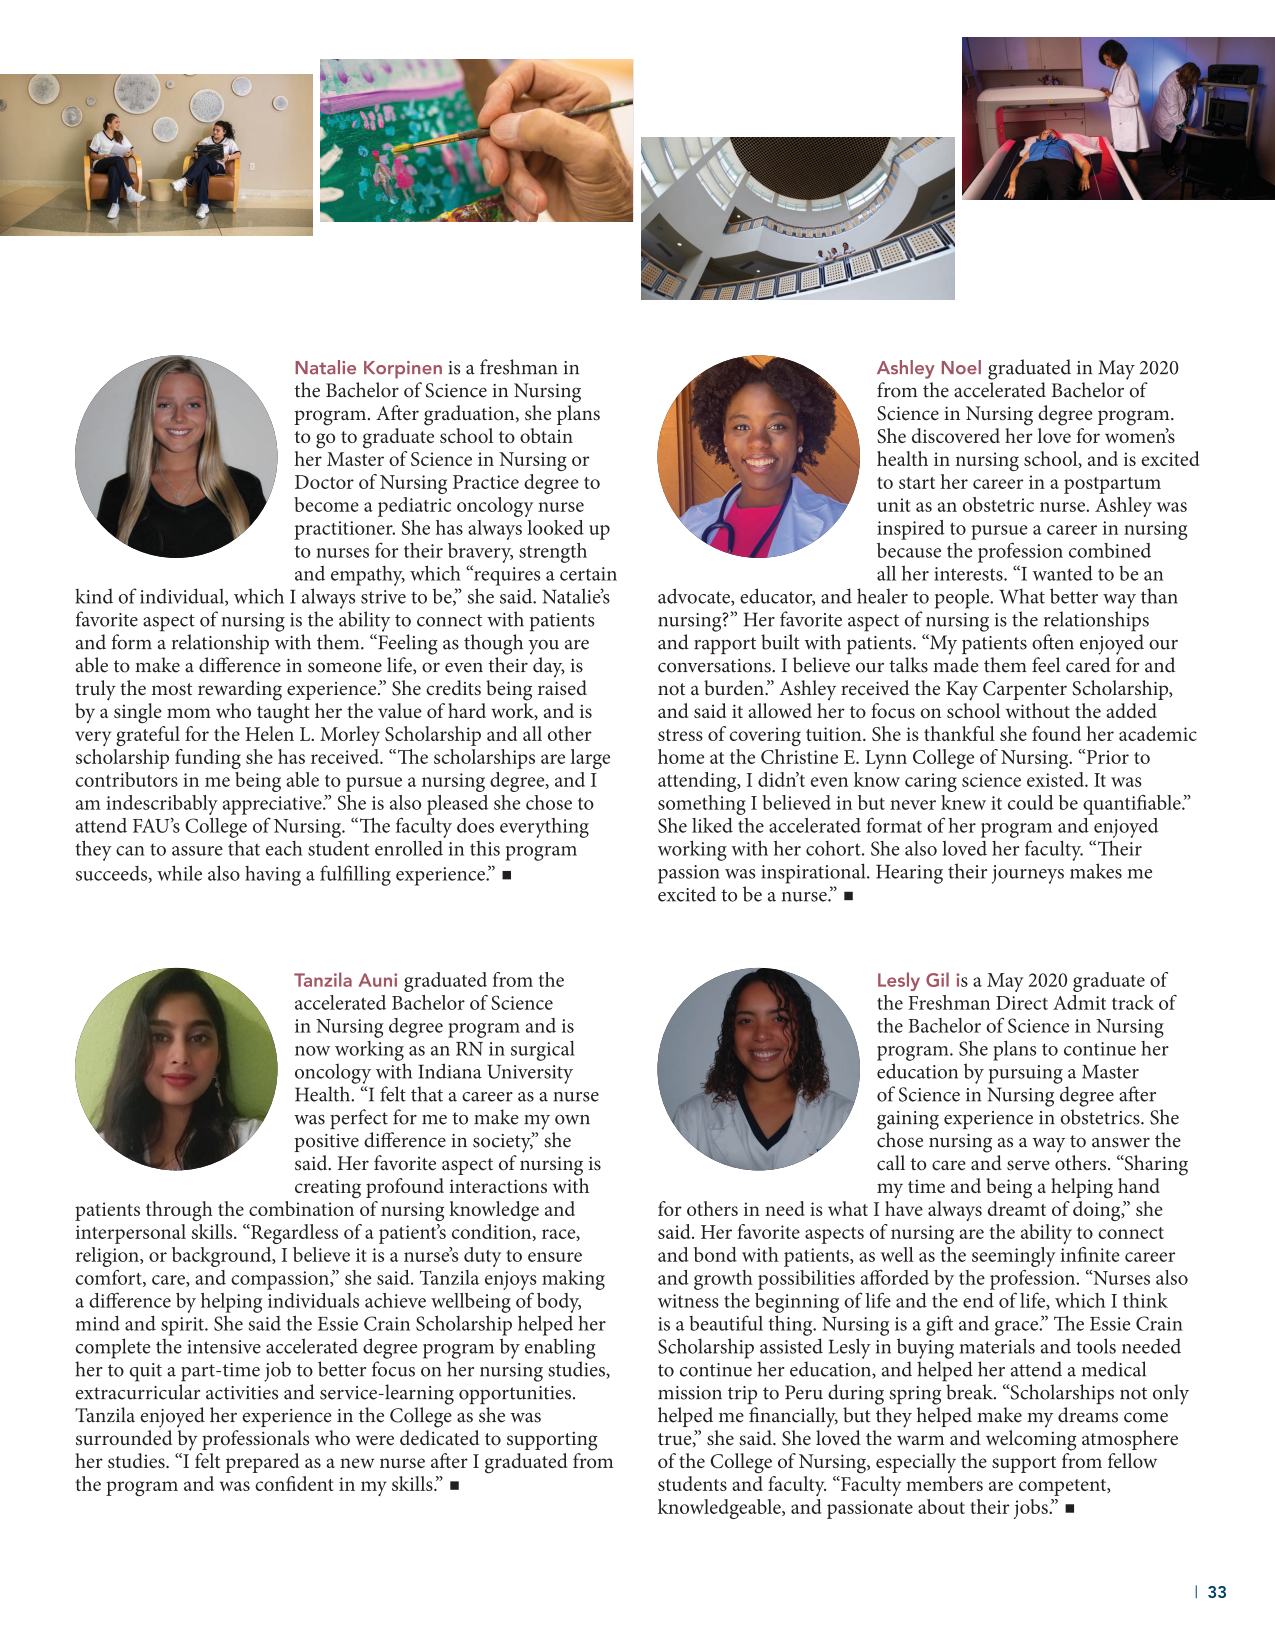 Natalie Korpinen is a freshman in
the Bachelor of Science in Nursing
program. After graduation, she plans
to go to graduate school to obtain
her Master of Science in Nursing or
Doctor of Nursing Practice degree to
become a pediatric oncology nurse
practitioner. She has always looked up
to nurses for their bravery, strength
and empathy, which “requires a certain
kind of individual, which I always strive to be,” she said. Natalie’s
favorite aspect of nursing is the ability to connect with patients
and form a relationship with them. “Feeling as though you are
able to make a difference in someone life, or even their day, is
truly the most rewarding experience.” She credits being raised
by a single mom who taught her the value of hard work, and is
very grateful for the Helen L. Morley Scholarship and all other
scholarship funding she has received. “The scholarships are large
contributors in me being able to pursue a nursing degree, and I
am indescribably appreciative.” She is also pleased she chose to
attend FAU’s College of Nursing. “The faculty does everything
they can to assure that each student enrolled in this program
succeeds, while also having a fulfilling experience.” ■
Ashley Noel graduated in May 2020
from the accelerated Bachelor of
Science in Nursing degree program.
She discovered her love for women’s
health in nursing school, and is excited
to start her career in a postpartum
unit as an obstetric nurse. Ashley was
inspired to pursue a career in nursing
because the profession combined
all her interests. “I wanted to be an
advocate, educator, and healer to people. What better way than
nursing?” Her favorite aspect of nursing is the relationships
and rapport built with patients. “My patients often enjoyed our
conversations. I believe our talks made them feel cared for and
not a burden.” Ashley received the Kay Carpenter Scholarship,
and said it allowed her to focus on school without the added
stress of covering tuition. She is thankful she found her academic
home at the Christine E. Lynn College of Nursing. “Prior to
attending, I didn’t even know caring science existed. It was
something I believed in but never knew it could be quantifiable.”
She liked the accelerated format of her program and enjoyed
working with her cohort. She also loved her faculty. “Their
passion was inspirational. Hearing their journeys makes me
excited to be a nurse.” ■
Tanzila Auni graduated from the
accelerated Bachelor of Science
in Nursing degree program and is
now working as an RN in surgical
oncology with Indiana University
Health. “I felt that a career as a nurse
was perfect for me to make my own
positive difference in society,” she
said. Her favorite aspect of nursing is
creating profound interactions with
patients through the combination of nursing knowledge and
interpersonal skills. “Regardless of a patient’s condition, race,
religion, or background, I believe it is a nurse’s duty to ensure
comfort, care, and compassion,” she said. Tanzila enjoys making
a difference by helping individuals achieve wellbeing of body,
mind and spirit. She said the Essie Crain Scholarship helped her
complete the intensive accelerated degree program by enabling
her to quit a part-time job to better focus on her nursing studies,
extracurricular activities and service-learning opportunities.
Tanzila enjoyed her experience in the College as she was
surrounded by professionals who were dedicated to supporting
her studies. “I felt prepared as a new nurse after I graduated from
the program and was confident in my skills.” ■
Lesly Gil is a May 2020 graduate of
the Freshman Direct Admit track of
the Bachelor of Science in Nursing
program. She plans to continue her
education by pursuing a Master
of Science in Nursing degree after
gaining experience in obstetrics. She
chose nursing as a way to answer the
call to care and serve others. “Sharing
my time and being a helping hand
for others in need is what I have always dreamt of doing,” she
said. Her favorite aspects of nursing are the ability to connect
and bond with patients, as well as the seemingly infinite career
and growth possibilities afforded by the profession. “Nurses also
witness the beginning of life and the end of life, which I think
is a beautiful thing. Nursing is a gift and grace.” The Essie Crain
Scholarship assisted Lesly in buying materials and tools needed
to continue her education, and helped her attend a medical
mission trip to Peru during spring break. “Scholarships not only
helped me financially, but they helped make my dreams come
true,” she said. She loved the warm and welcoming atmosphere
of the College of Nursing, especially the support from fellow
students and faculty. “Faculty members are competent,
knowledgeable, and passionate about their jobs.” ■
| 33